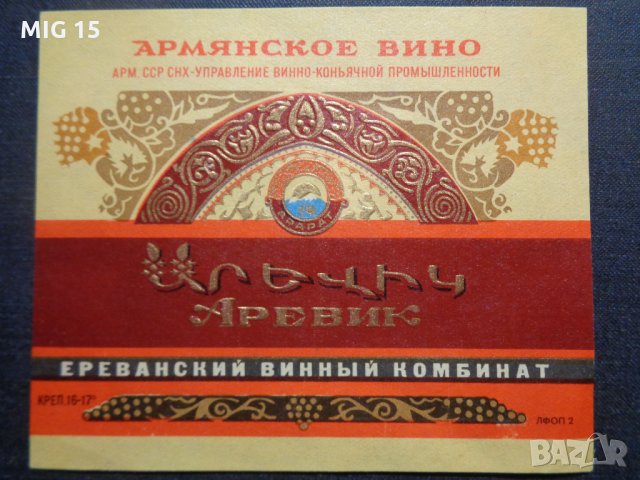 MIG 15
АРМЯНСКОЕ ВИНО
АРМ. ССР СНХ-УПРАВЛЕНИЕ ВИННО-КОНЬЯЧНОЙ ПРОМЫШЛЕННОСТИ
АРАРАТ
Արևիկ
АРЕВИК
ЕРЕВАНСКИЙ ВИННЫЙ КОМБИНАТ
КРЕП. 16-17°
ЛФОП 2
BAZAR